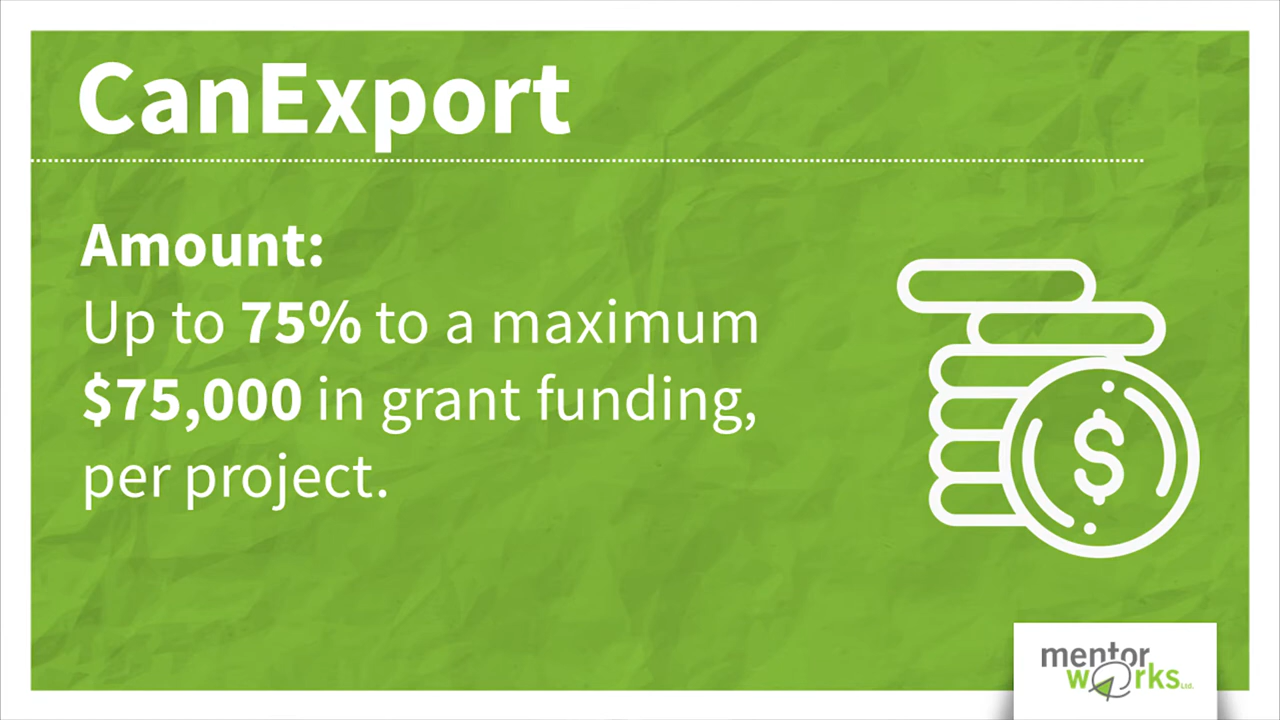 CanExport
Amount:
Up to 75% to a maximum
$75,000 in grant funding,
per project.
$
mentor
works Ltd.